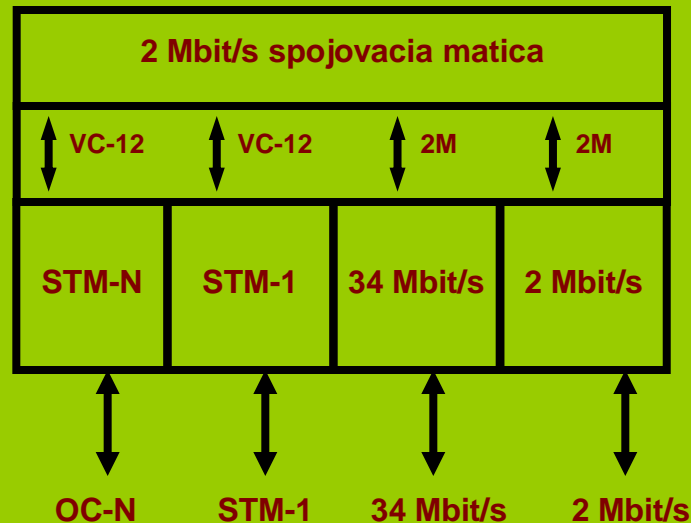 2 Mbit/s spojovacia matica
VC-12 VC-12 2M 2M
STM-N STM-1 34 Mbit/s 2 Mbit/s
OC-N STM-1 34 Mbit/s 2 Mbit/s